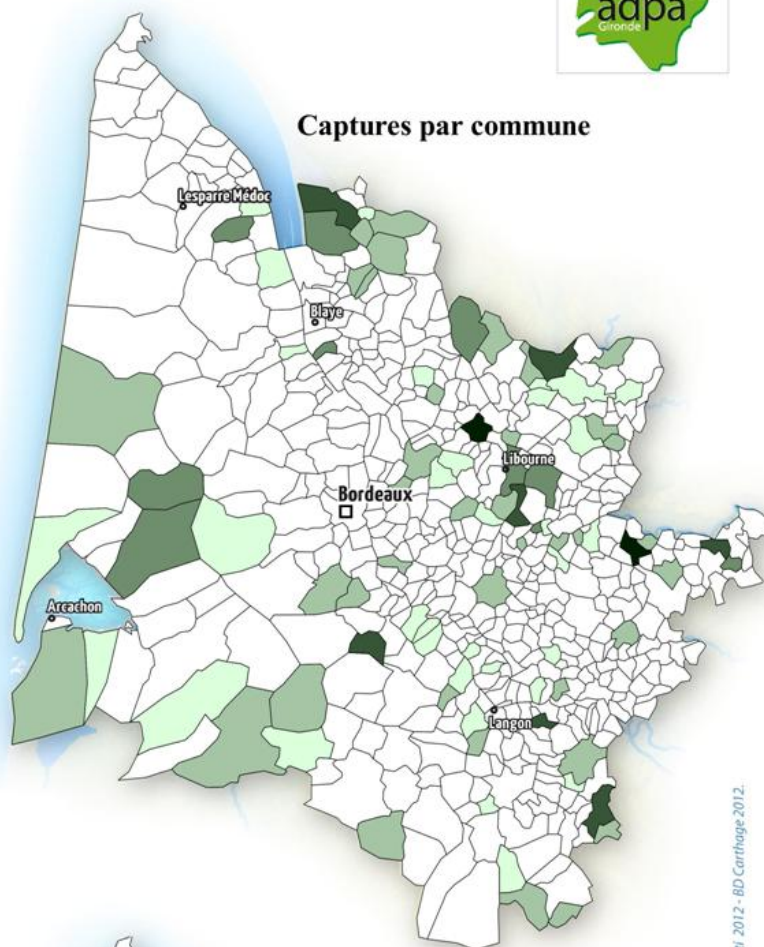 adpa
Gironde
Captures par commune
Lesparre Médoc
Blaye
Libourne
Bordeaux
Arcachon
Langon
2012 - BD Carthage 2012.